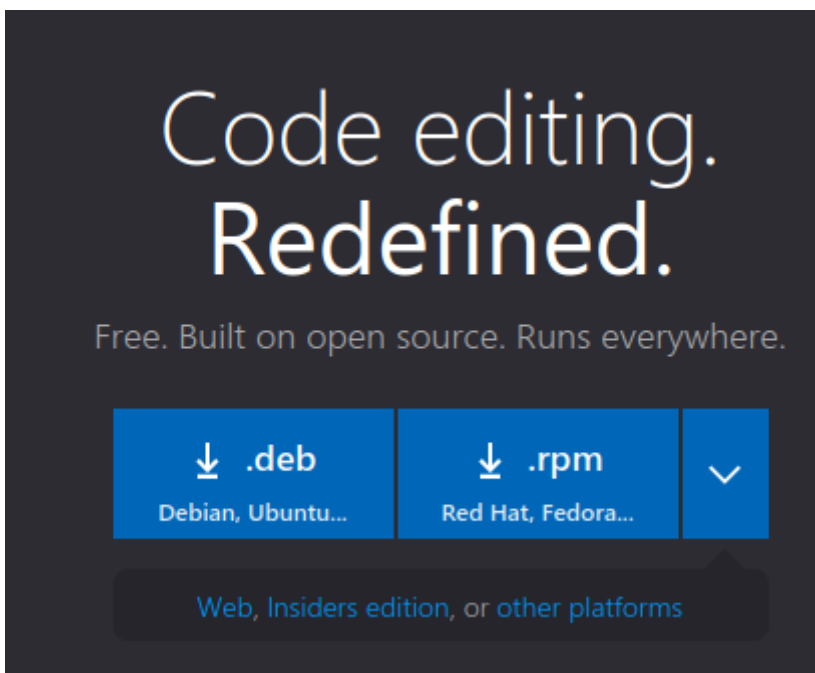 Code editing.
Redefined.
Free. Built on open source. Runs everywhere.
.deb
Debian, Ubuntu...
.rpm
Red Hat, Fedora...
Web, Insiders edition, or other platforms